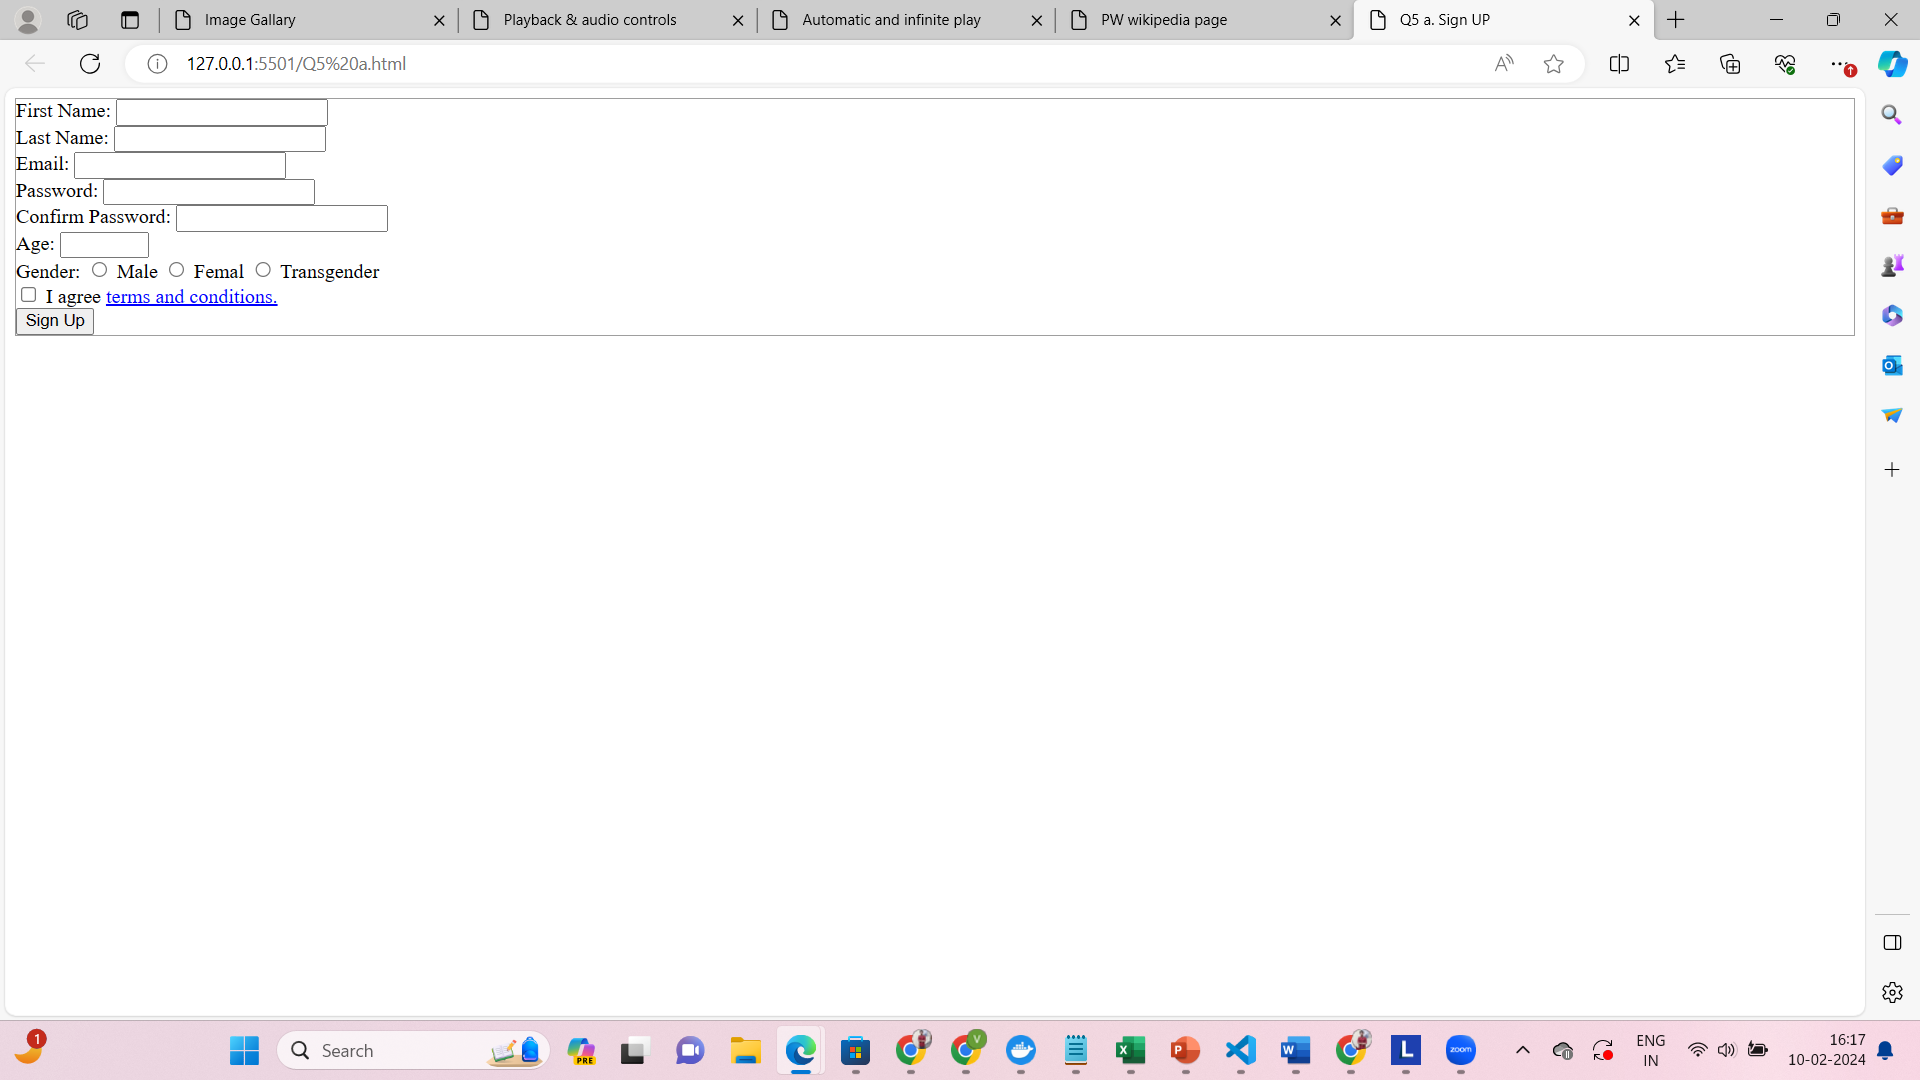 Image Gallary
Playback & audio controls
Automatic and infinite play
PW wikipedia page
Q5 a. Sign UP
127.0.0.1:5501/Q5%20a.html
First Name:
Last Name:
Email:
Password:
Confirm Password:
Age:
Gender: Male Femal Transgender
I agree terms and conditions.
Sign Up
1
Search
PRE
V
W
L
zoom
ENG
IN
16:17
10-02-2024